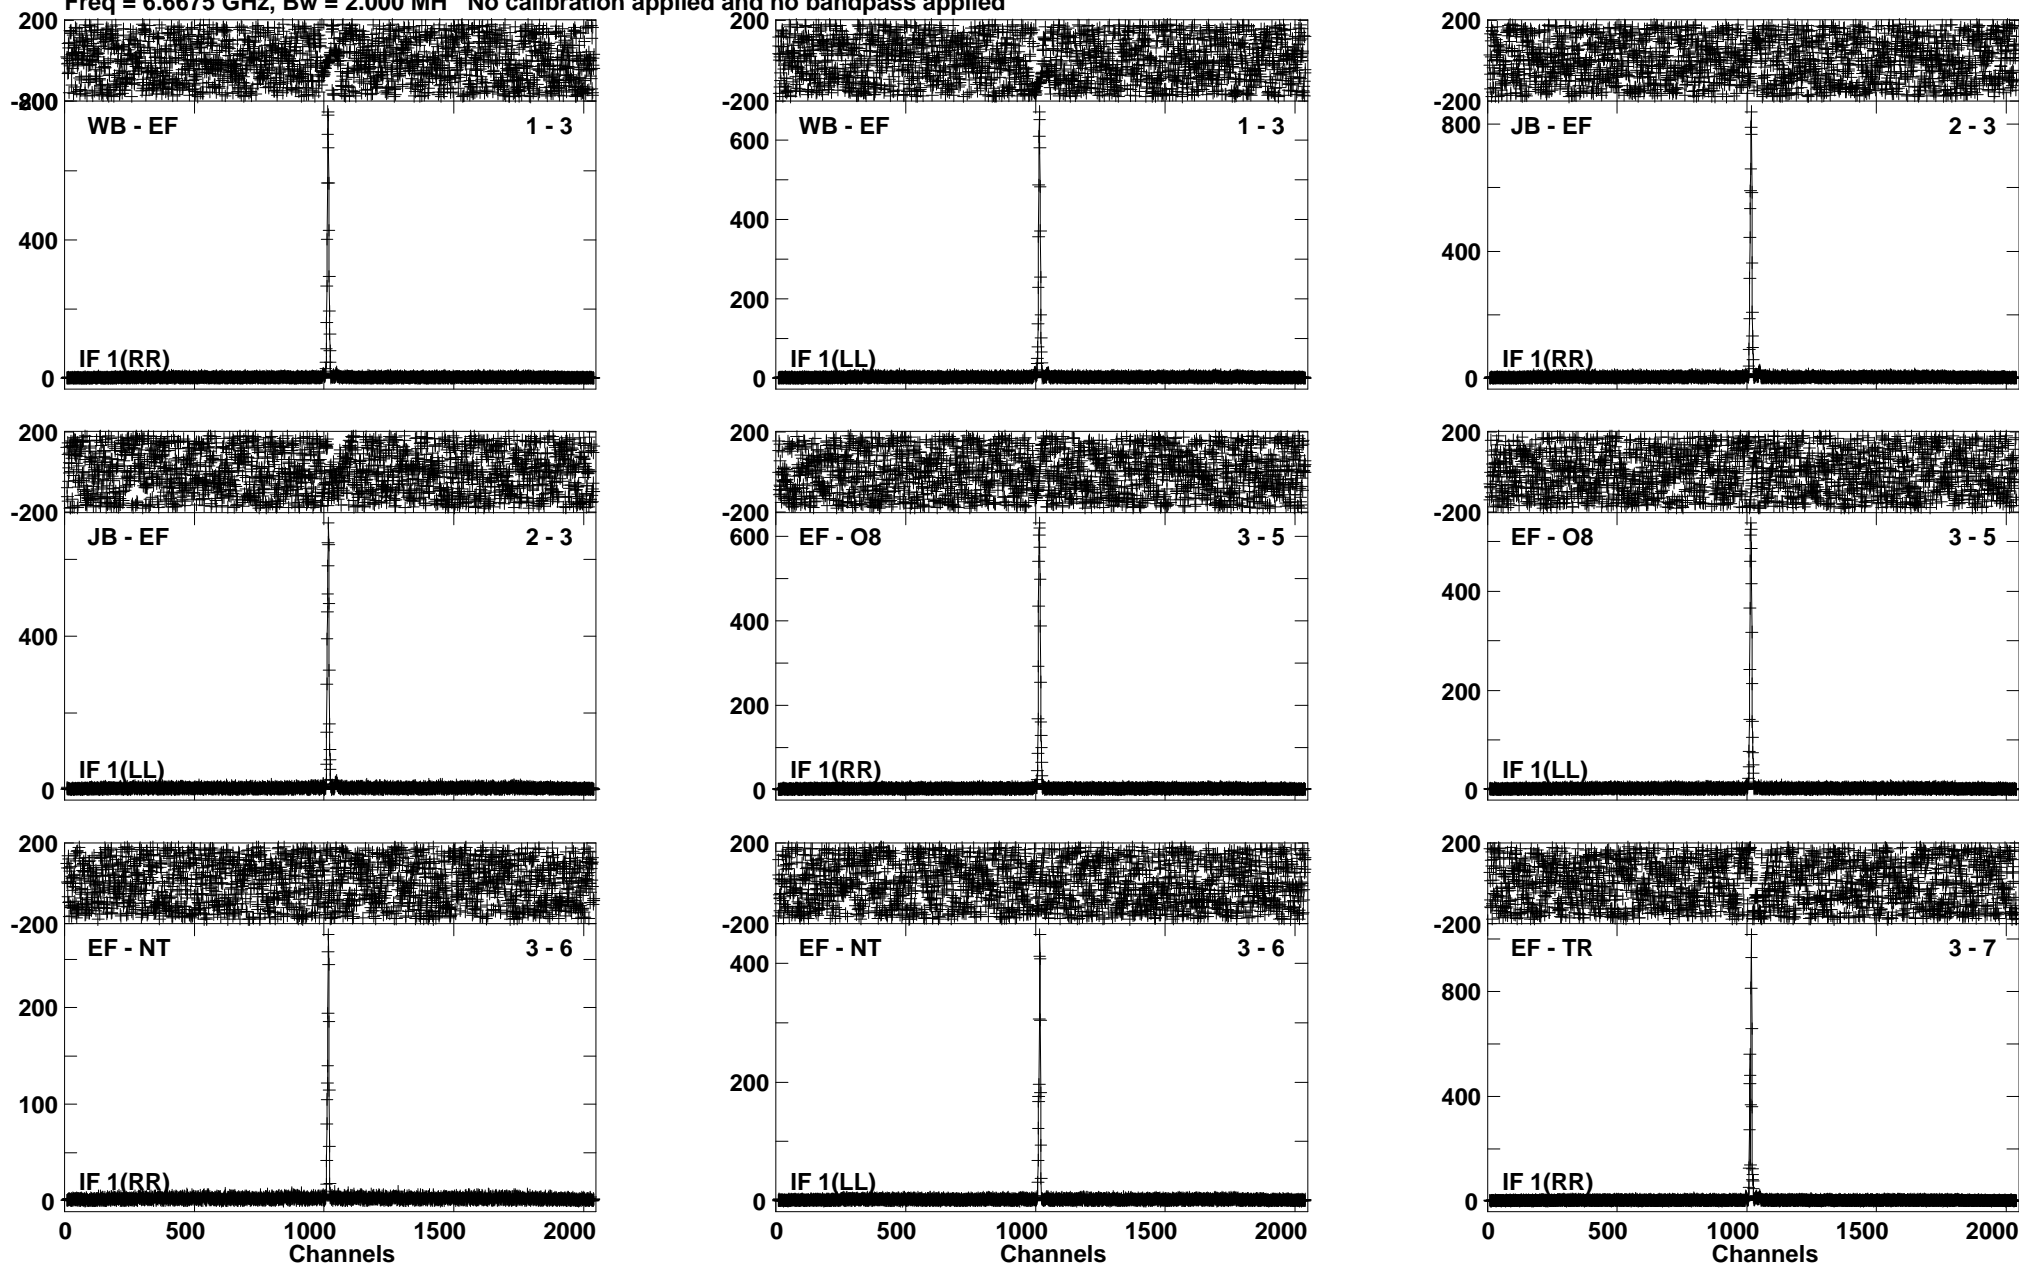 Freq = 6.6675 GHz, Bw = 2.000 MH No calibration applied and no bandpass applied
200 200 200
-200 -200 -200
800
WB - EF 1 - 3 WB - EF 1 - 3 JB - EF 2 - 3
600 800
400 400 400
200
IF 1(RR) IF 1(LL) IF 1(RR)
0 0 0
200 200 200
-200 -200 -200
JB - EF 2 - 3 EF - O8 3 - 5 EF - O8 3 - 5
600
400 400 400
200 200
IF 1(LL) IF 1(RR) IF 1(LL)
0 0 0
200 200 200
-200 -200 -200
EF - NT 3 - 6 EF - NT 3 - 6 EF - TR 3 - 7
400 800
200 200 400
100
IF 1(RR) IF 1(LL) IF 1(RR)
0 0 0
0 500 1000 1500 2000 0 500 1000 1500 2000 0 500 1000 1500 2000
Channels Channels Channels